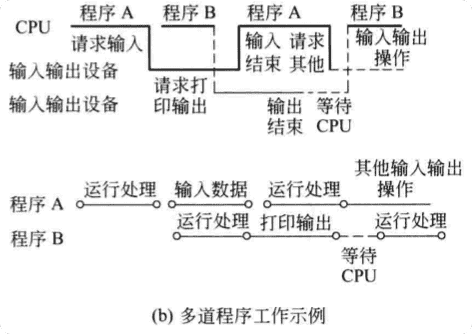 程序 A 程序 B 程序 A 程序 B
CPU
请求输入 输入 请求 输入输出
输入输出设备 结束 其他 操作
请求打
输入输出设备 印输出 输出 等待
结束 CPU
其他输入输出
运行处理 输入数据 运行处理 操作
程序 A
运行处理 打印输出 运行处理
程序 B
等待
CPU
(b) 多道程序工作示例